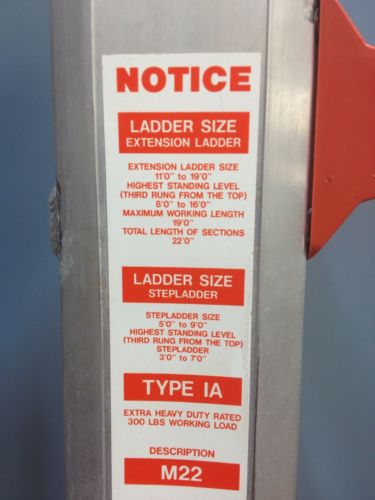 NOTICE
LADDER SIZE
EXTENSION LADDER
EXTENSION LADDER SIZE
11'0" to 19'0"
HIGHEST STANDING LEVEL
(THIRD RUNG FROM THE TOP)
8'0" to 16'0"
MAXIMUM WORKING LENGTH
19'0"
TOTAL LENGTH OF SECTIONS
22'0"
LADDER SIZE
STEPLADDER
STEPLADDER SIZE
5'0" to 9'0"
HIGHEST STANDING LEVEL
(THIRD RUNG FROM THE TOP)
STEPLADDER
3'0" to 7'0"
TYPE IA
EXTRA HEAVY DUTY RATED
300 LBS WORKING LOAD
DESCRIPTION
M22